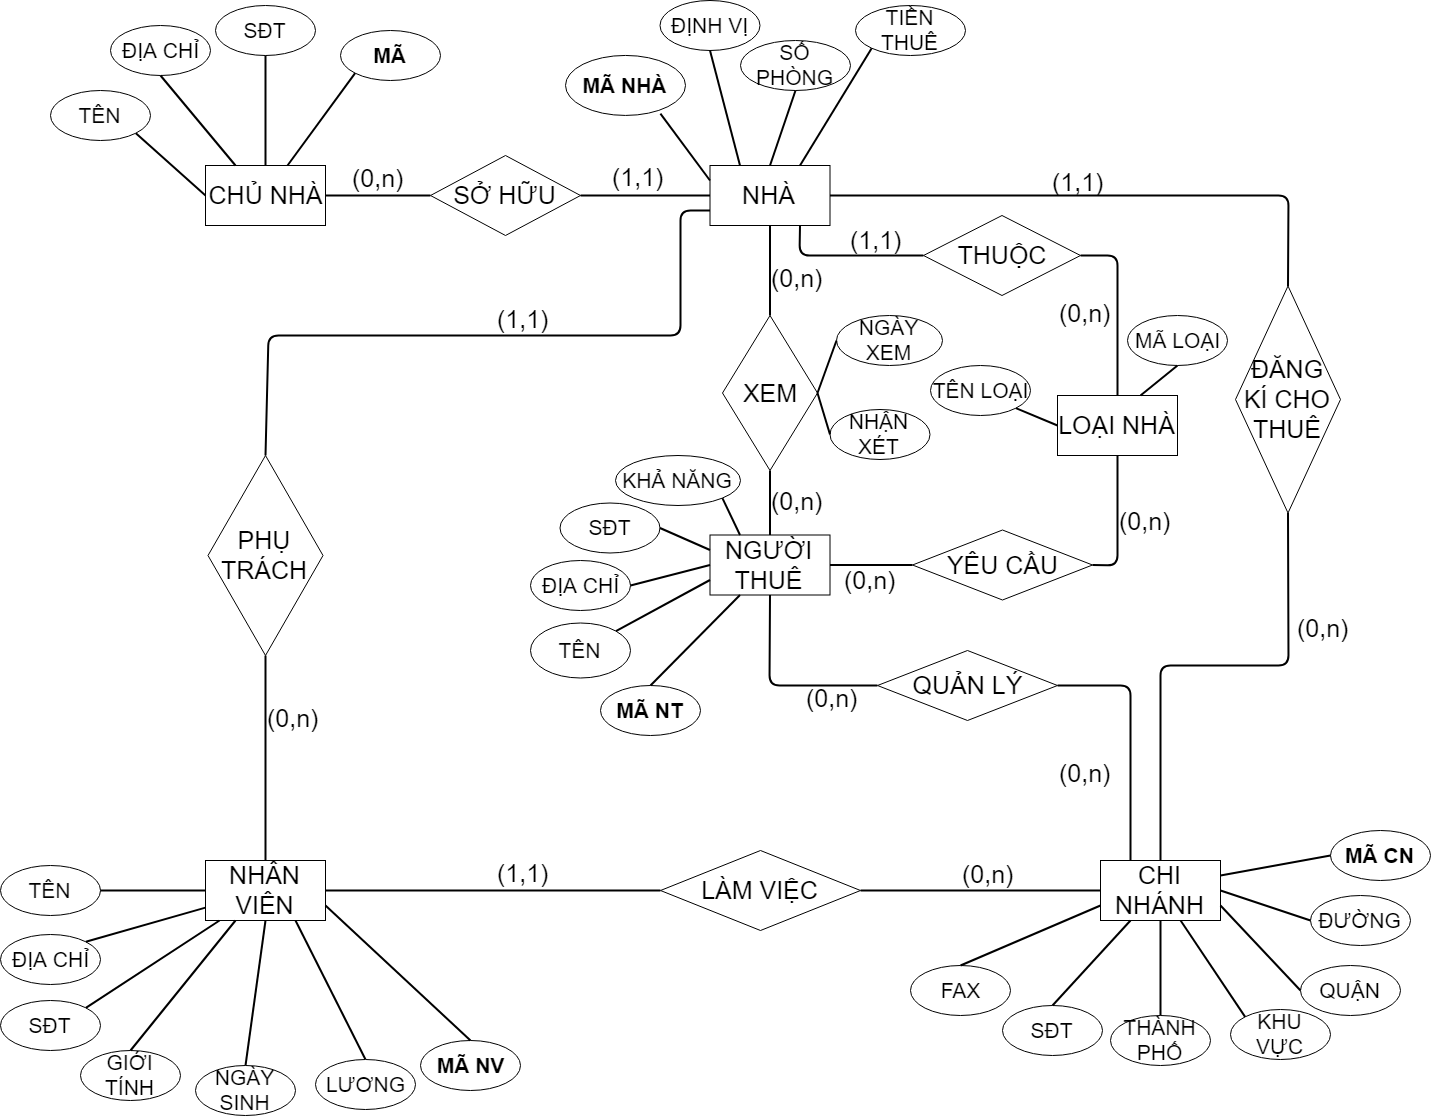 SĐT
ĐỊA CHỈ
MÃ
TÊN
ĐỊNH VỊ
TIỀN
THUÊ
SỐ
PHÒNG
MÃ NHÀ
CHỦ NHÀ
(0,n)
SỞ HỮU
(1,1)
NHÀ
(1,1)
(1,1)
THUỘC
(0,n)
(0,n)
(1,1)
NGÀY
XEM
MÃ LOẠI
XEM
TÊN LOẠI
NHẬN
XÉT
LOẠI NHÀ
ĐĂNG
KÍ CHO
THUÊ
KHẢ NĂNG
(0,n)
(0,n)
SĐT
NGƯỜI
THUÊ
ĐỊA CHỈ
(0,n)
YÊU CẦU
PHỤ
TRÁCH
TÊN
(0,n)
MÃ NT
(0,n)
QUẢN LÝ
(0,n)
(0,n)
NHÂN
VIÊN
(1,1)
LÀM VIỆC
(0,n)
CHI
NHÁNH
MÃ CN
TÊN
ĐƯỜNG
ĐỊA CHỈ
FAX
QUẬN
SĐT
SĐT
THÀNH
PHỐ
KHU
VỰC
GIỚI
TÍNH
NGÀY
SINH
LƯƠNG
MÃ NV